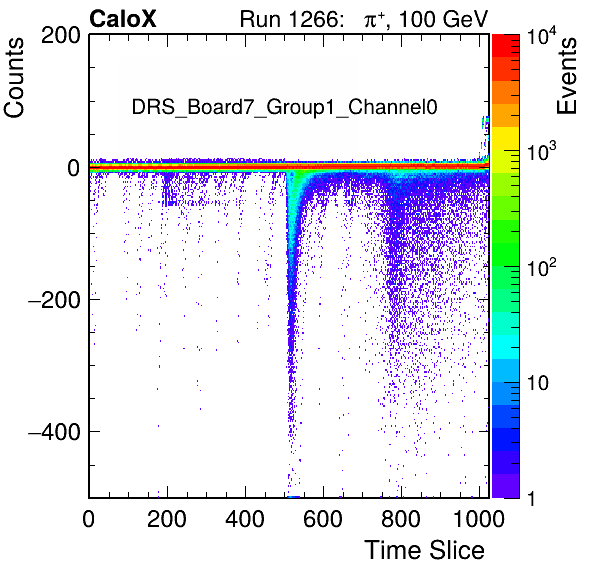 CaloX Run 1266: π⁺, 100 GeV
Counts
Events
DRS_Board7_Group1_Channel0
200
0
−200
−400
0 200 400 600 800 1000
Time Slice
10⁴
10³
10²
10
1